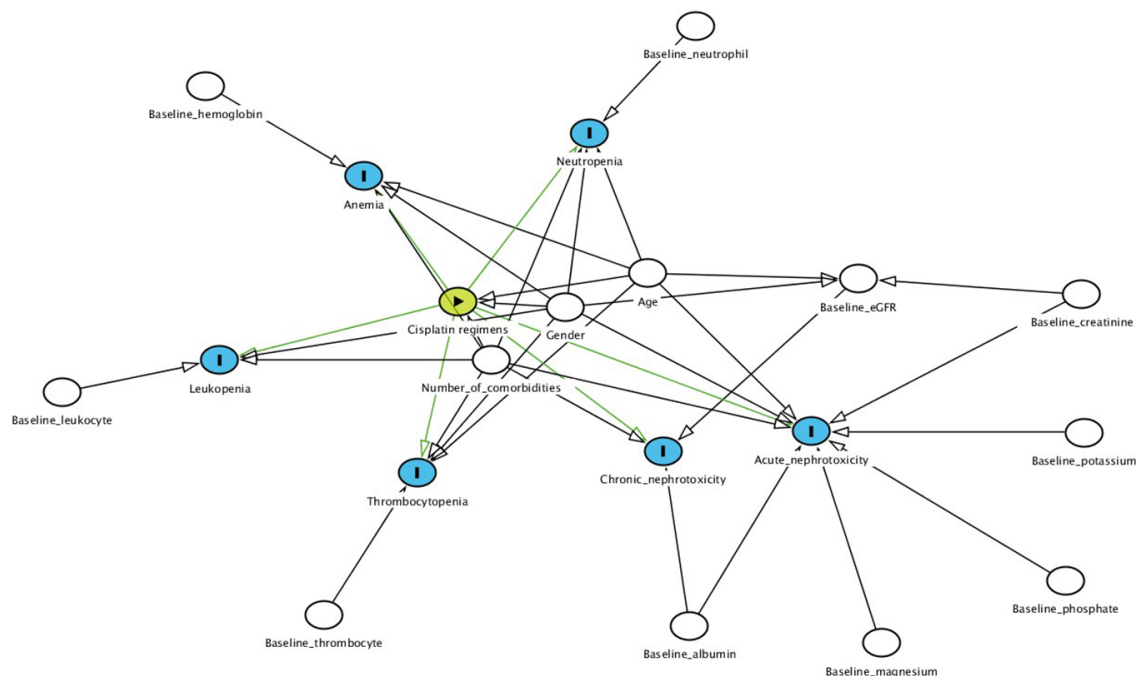 Baseline_neutrophil
Baseline_hemoglobin
Neutropenia
Anemia
Age
Baseline_eGFR
Baseline_creatinine
Cisplatin regimens
Gender
Leukopenia
Number_of_comorbidities
Baseline_leukocyte
Acute_nephrotoxicity
Baseline_potassium
Chronic_nephrotoxicity
Thrombocytopenia
Baseline_phosphate
Baseline_thrombocyte
Baseline_albumin
Baseline_magnesium